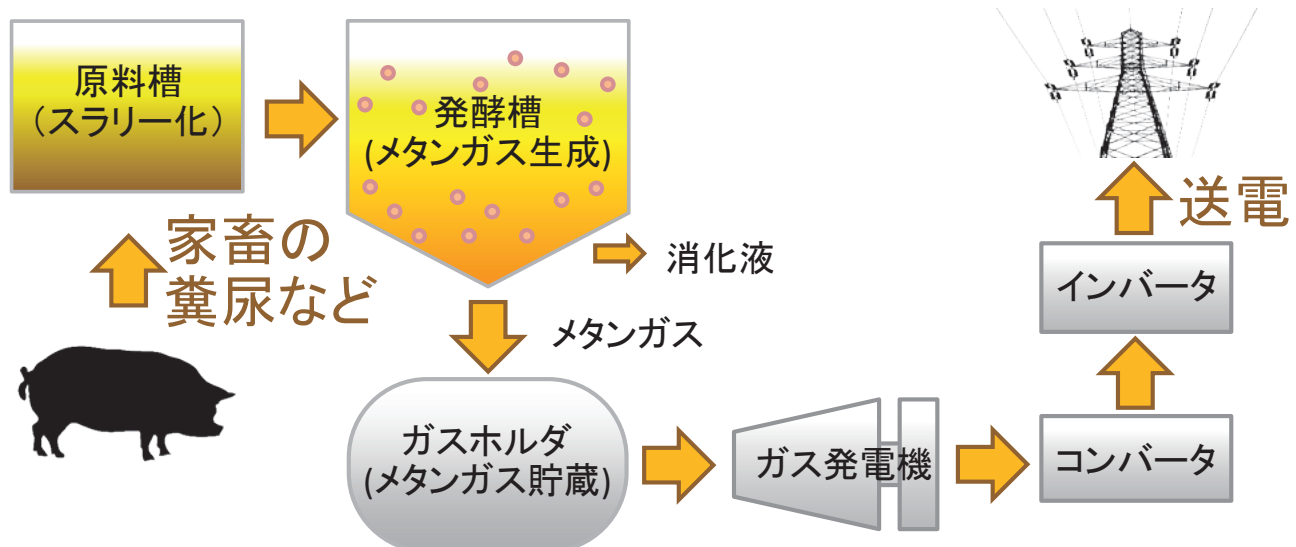 原料槽
（スラリー化）
発酵槽
(メタンガス生成)
家畜の
糞尿など
消化液
メタンガス
ガスホルダ
(メタンガス貯蔵)
ガス発電機
コンバータ
インバータ
送電